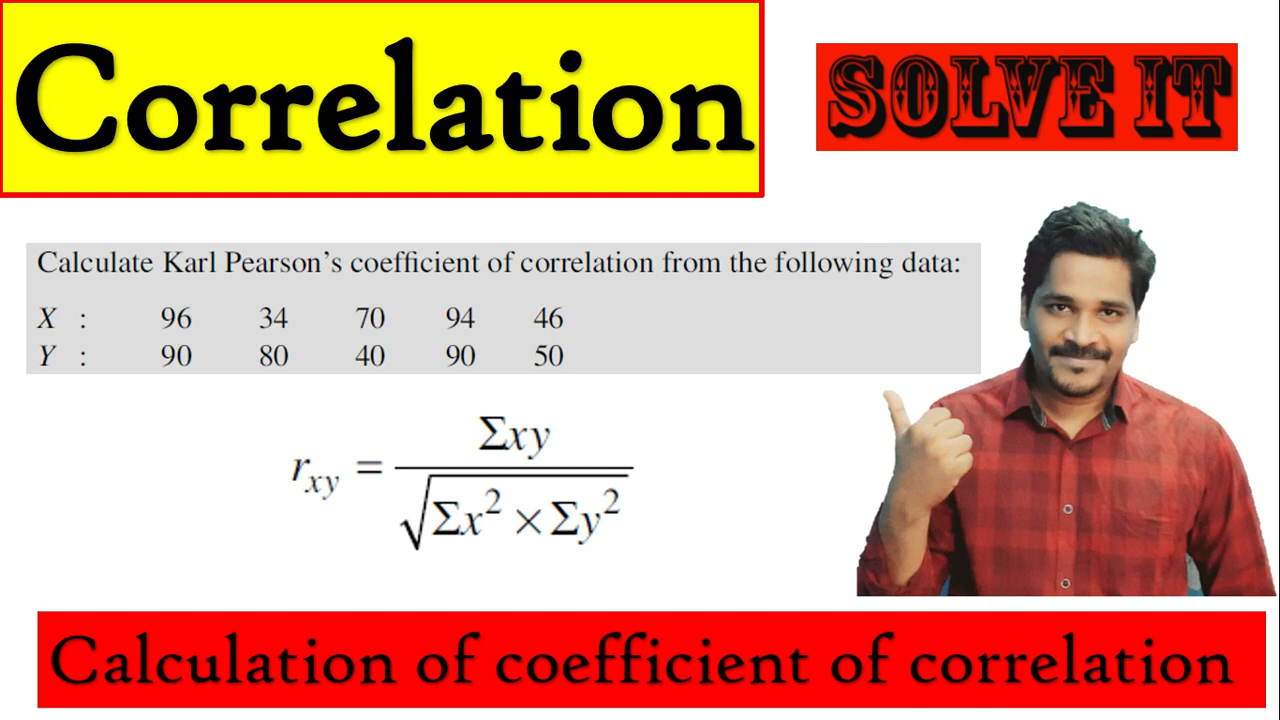 Correlation
SOLVE IT
Calculate Karl Pearson's coefficient of correlation from the following data:
X : 96 34 70 94 46
Y : 90 80 40 90 50
r_xy = Σxy / √(Σx² × Σy²)
Calculation of coefficient of correlation